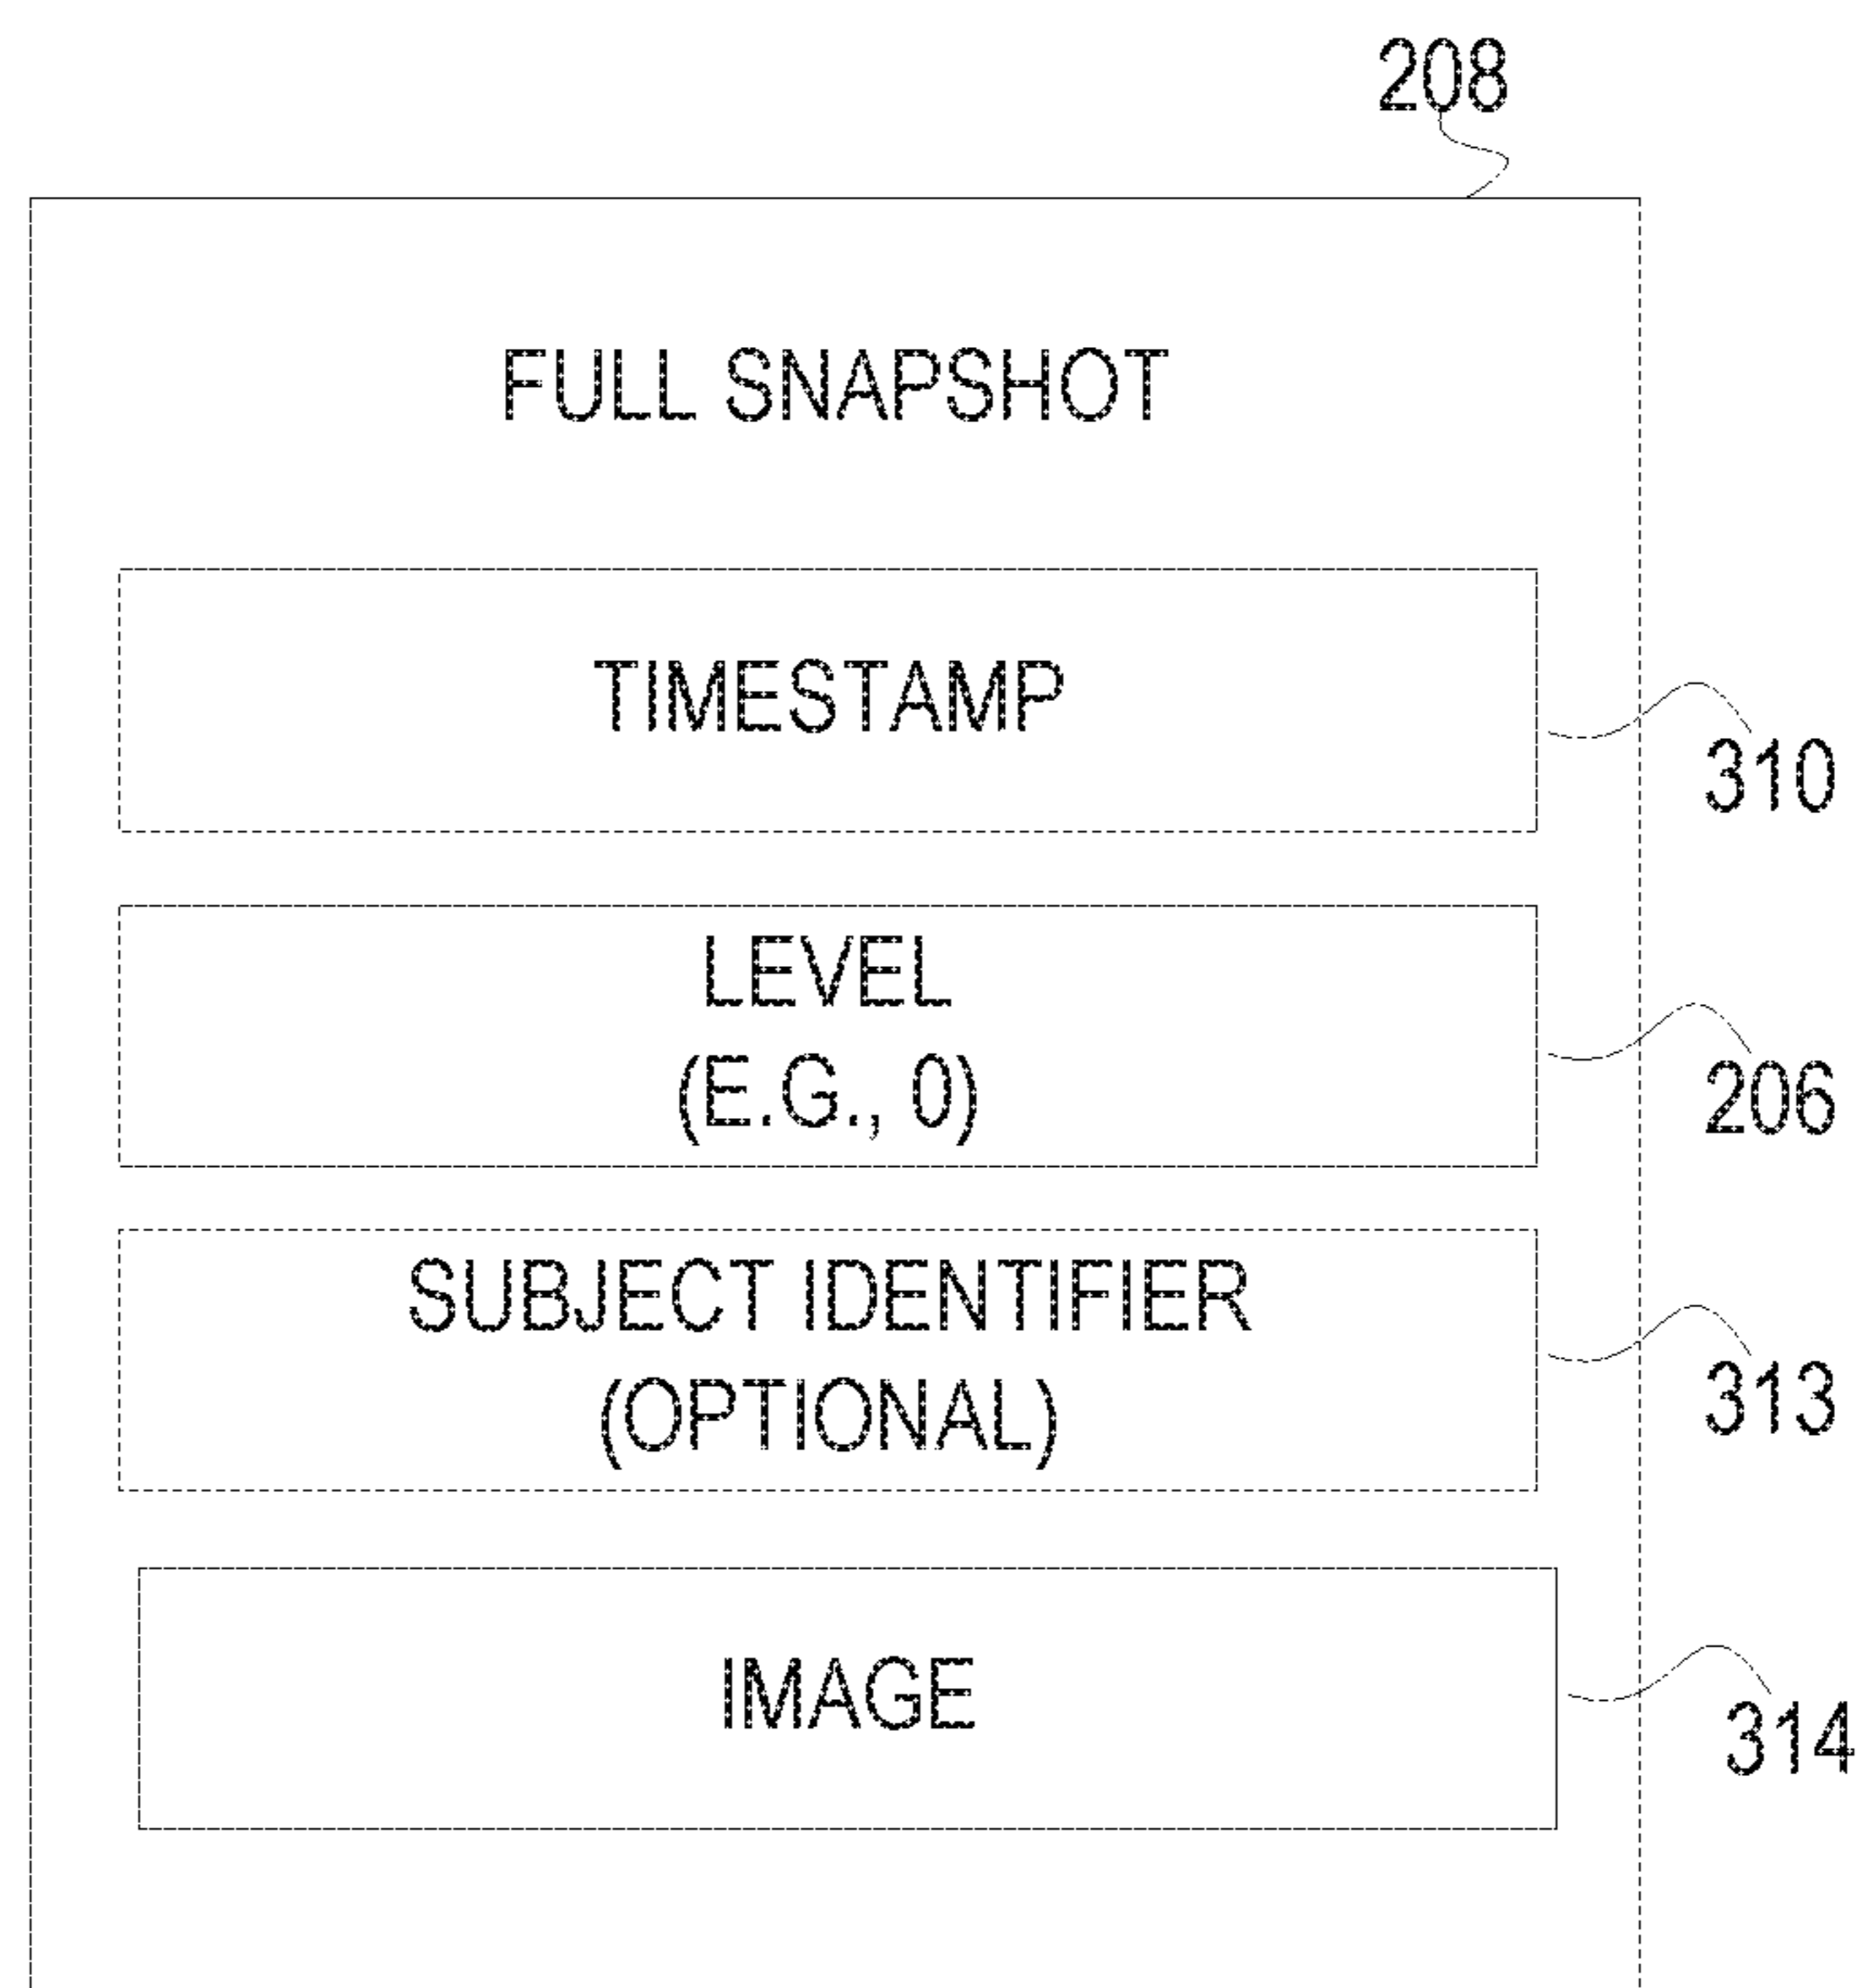 208
FULL SNAPSHOT
TIMESTAMP
310
LEVEL
(E.G., 0)
206
SUBJECT IDENTIFIER
(OPTIONAL)
313
IMAGE
314